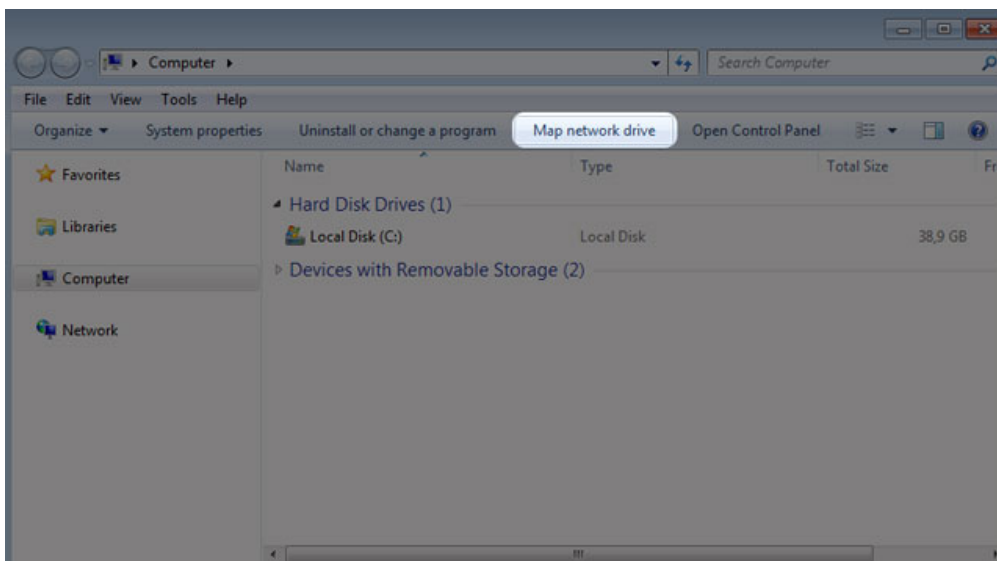 Computer
Search Computer
File Edit View Tools Help
Organize System properties Uninstall or change a program Map network drive Open Control Panel
Name Type Total Size Fr
Favorites
Hard Disk Drives (1)
Libraries
Local Disk (C:) Local Disk 38,9 GB
Devices with Removable Storage (2)
Computer
Network